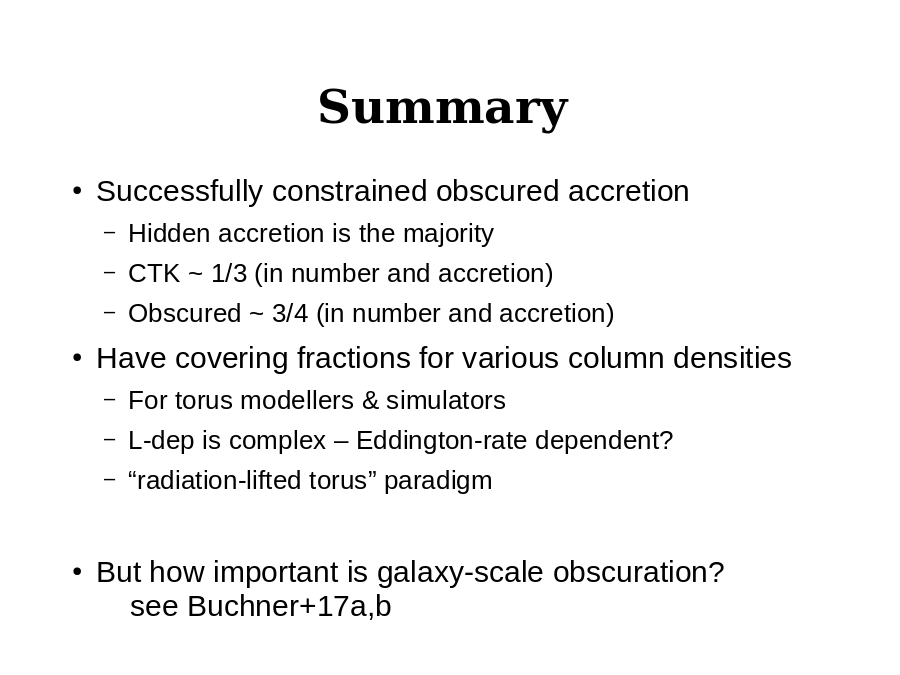 Summary
• Successfully constrained obscured accretion
– Hidden accretion is the majority
– CTK ~ 1/3 (in number and accretion)
– Obscured ~ 3/4 (in number and accretion)
• Have covering fractions for various column densities
– For torus modellers & simulators
– L-dep is complex – Eddington-rate dependent?
– “radiation-lifted torus” paradigm
• But how important is galaxy-scale obscuration?
see Buchner+17a,b